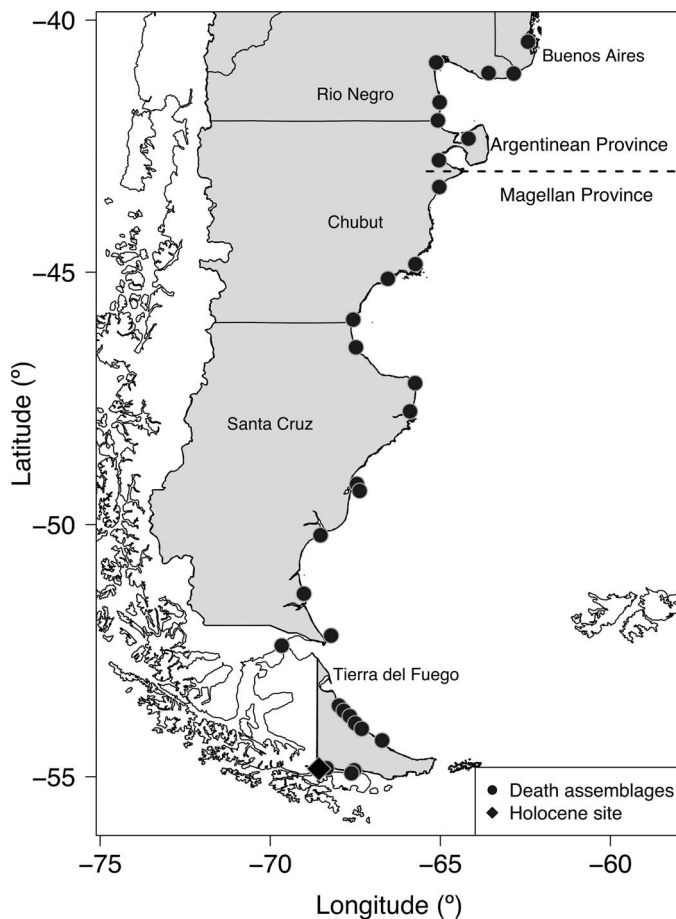 −40
Buenos Aires
Rio Negro
Argentinean Province
Magellan Province
Chubut
−45
Santa Cruz
Latitude (º)
−50
Tierra del Fuego
−55
Death assemblages
Holocene site
−75
−70
−65
−60
Longitude (º)